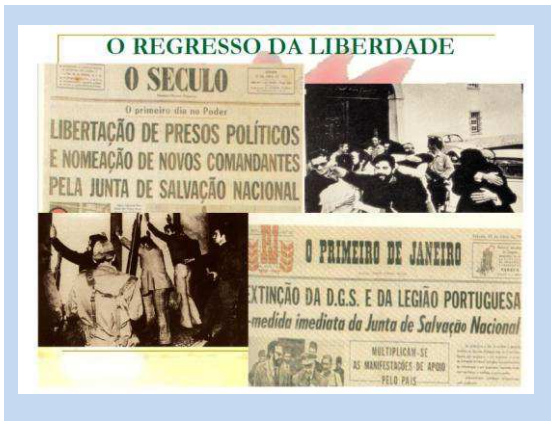 O REGRESSO DA LIBERDADE
O SECULO
O primeiro dia no Poder
LIBERTAÇÃO DE PRESOS POLÍTICOS
E NOMEAÇÃO DE NOVOS COMANDANTES
PELA JUNTA DE SALVAÇÃO NACIONAL
O PRIMEIRO DE JANEIRO
EXTINÇÃO DA D.G.S. E DA LEGIÃO PORTUGUESA
-medida imediata da Junta de Salvação Nacional
MULTIPLICAM-SE
AS MANIFESTAÇÕES DE APOIO
PELO PAÍS